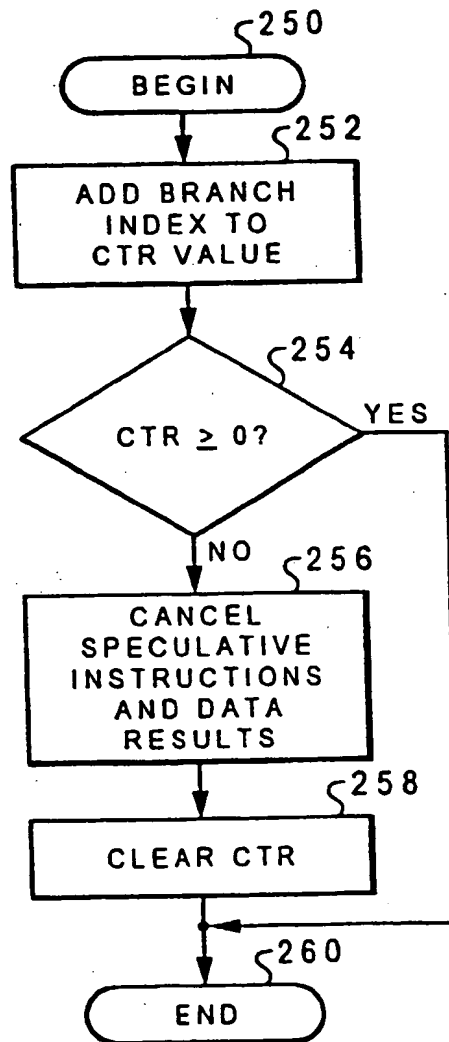 250
BEGIN
252
ADD BRANCH
INDEX TO
CTR VALUE
254
CTR ≥ 0?
YES
NO
256
CANCEL
SPECULATIVE
INSTRUCTIONS
AND DATA
RESULTS
258
CLEAR CTR
260
END